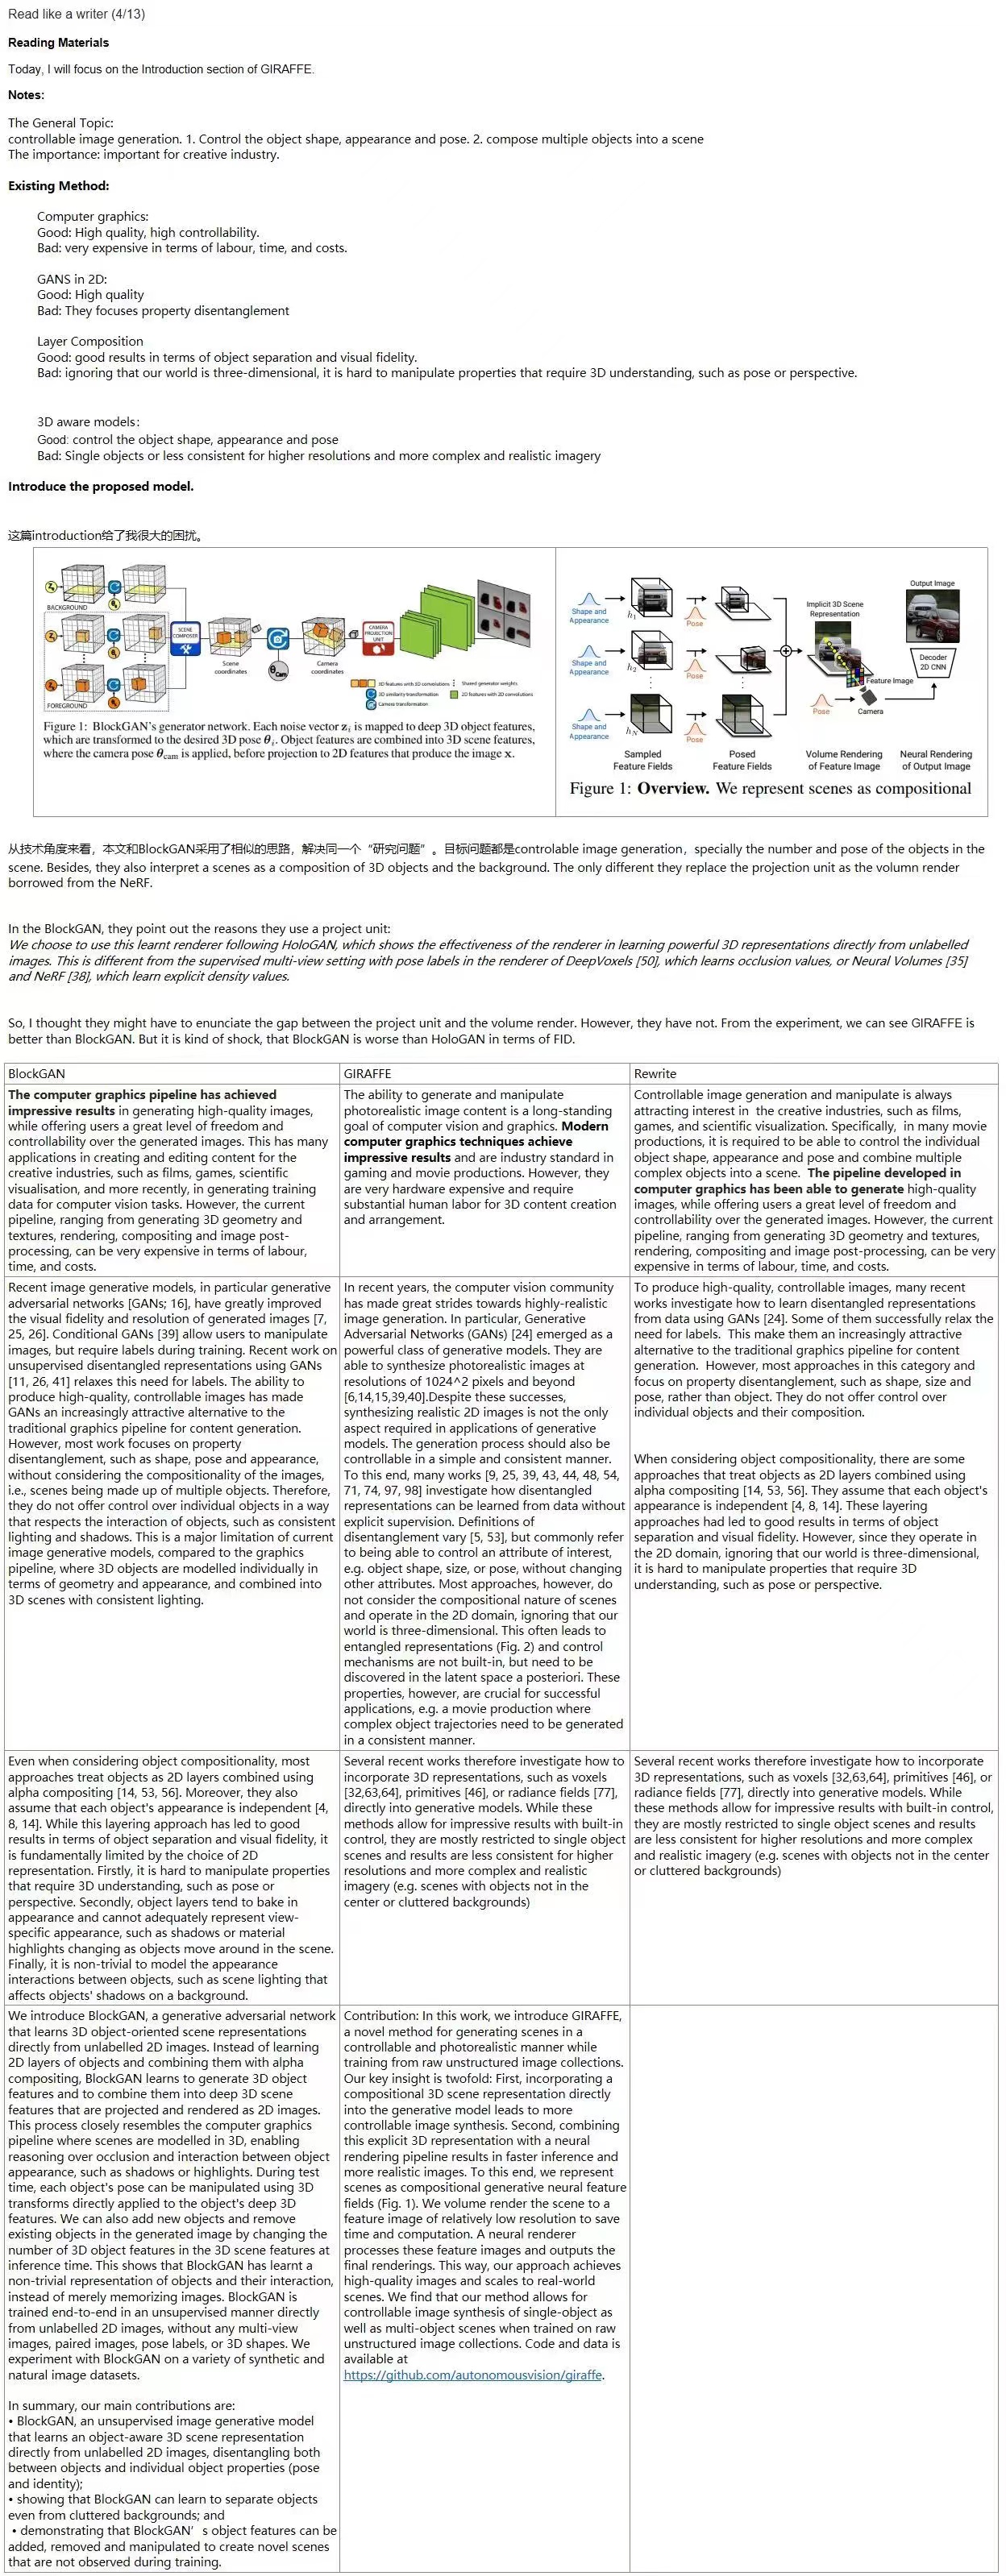 Read like a writer (4/13)
Reading Materials
Today, I will focus on the Introduction section of GIRAFFE.
Notes:
The General Topic:
controllable image generation. 1. Control the object shape, appearance and pose. 2. compose multiple objects into a scene
The importance: important for creative industry.
Existing Method:
Computer graphics:
Good: High quality, high controllability.
Bad: very expensive in terms of labour, time, and costs.
GANS in 2D:
Good: High quality
Bad: They focuses property disentanglement
Layer Composition
Good: good results in terms of object separation and visual fidelity.
Bad: ignoring that our world is three-dimensional, it is hard to manipulate properties that require 3D understanding, such as pose or perspective.
3D aware models：
Good: control the object shape, appearance and pose
Bad: Single objects or less consistent for higher resolutions and more complex and realistic imagery
Introduce the proposed model.
这篇introduction给了我很大的困扰。
BACKGROUND
FOREGROUND
SCENE
COMPOSER
Scene
coordinates
θCam
Camera
coordinates
CAMERA
PROJECTION
UNIT
3D features with 3D convolutions
Shared generator weights
3D similarity transformation
2D features with 2D convolutions
Camera transformation
Figure 1: BlockGAN's generator network. Each noise vector zᵢ is mapped to deep 3D object features,
which are transformed to the desired 3D pose θᵢ. Object features are combined into 3D scene features,
where the camera pose θcam is applied, before projection to 2D features that produce the image x.
Shape and
Appearance
h1
Pose
Shape and
Appearance
h2
Pose
Shape and
Appearance
hN
Pose
Sampled
Feature Fields
Posed
Feature Fields
Implicit 3D Scene
Representation
Feature Image
Pose
Camera
Volume Rendering
of Feature Image
Output Image
Decoder
2D CNN
Neural Rendering
of Output Image
Figure 1: Overview. We represent scenes as compositional
从技术角度来看，本文和BlockGAN采用了相似的思路，解决同一个“研究问题”。目标问题都是controlable image generation，specially the number and pose of the objects in the
scene. Besides, they also interpret a scenes as a composition of 3D objects and the background. The only different they replace the projection unit as the volumn render
borrowed from the NeRF.
In the BlockGAN, they point out the reasons they use a project unit:
We choose to use this learnt renderer following HoloGAN, which shows the effectiveness of the renderer in learning powerful 3D representations directly from unlabelled
images. This is different from the supervised multi-view setting with pose labels in the renderer of DeepVoxels [50], which learns occlusion values, or Neural Volumes [35]
and NeRF [38], which learn explicit density values.
So, I thought they might have to enunciate the gap between the project unit and the volume render. However, they have not. From the experiment, we can see GIRAFFE is
better than BlockGAN. But it is kind of shock, that BlockGAN is worse than HoloGAN in terms of FID.
BlockGAN
GIRAFFE
Rewrite
The computer graphics pipeline has achieved
impressive results in generating high-quality images,
while offering users a great level of freedom and
controllability over the generated images. This has many
applications in creating and editing content for the
creative industries, such as films, games, scientific
visualisation, and more recently, in generating training
data for computer vision tasks. However, the current
pipeline, ranging from generating 3D geometry and
textures, rendering, compositing and image post-
processing, can be very expensive in terms of labour,
time, and costs.
The ability to generate and manipulate
photorealistic image content is a long-standing
goal of computer vision and graphics. Modern
computer graphics techniques achieve
impressive results and are industry standard in
gaming and movie productions. However, they
are very hardware expensive and require
substantial human labor for 3D content creation
and arrangement.
Controllable image generation and manipulate is always
attracting interest in the creative industries, such as films,
games, and scientific visualization. Specifically, in many movie
productions, it is required to be able to control the individual
object shape, appearance and pose and combine multiple
complex objects into a scene. The pipeline developed in
computer graphics has been able to generate high-quality
images, while offering users a great level of freedom and
controllability over the generated images. However, the current
pipeline, ranging from generating 3D geometry and textures,
rendering, compositing and image post-processing, can be very
expensive in terms of labour, time, and costs.
Recent image generative models, in particular generative
adversarial networks [GANs; 16], have greatly improved
the visual fidelity and resolution of generated images [7,
25, 26]. Conditional GANs [39] allow users to manipulate
images, but require labels during training. Recent work on
unsupervised disentangled representations using GANs
[11, 26, 41] relaxes this need for labels. The ability to
produce high-quality, controllable images has made
GANs an increasingly attractive alternative to the
traditional graphics pipeline for content generation.
However, most work focuses on property
disentanglement, such as shape, pose and appearance,
without considering the compositionality of the images,
i.e., scenes being made up of multiple objects. Therefore,
they do not offer control over individual objects in a way
that respects the interaction of objects, such as consistent
lighting and shadows. This is a major limitation of current
image generative models, compared to the graphics
pipeline, where 3D objects are modelled individually in
terms of geometry and appearance, and combined into
3D scenes with consistent lighting.
In recent years, the computer vision community
has made great strides towards highly-realistic
image generation. In particular, Generative
Adversarial Networks (GANs) [24] emerged as a
powerful class of generative models. They are
able to synthesize photorealistic images at
resolutions of 1024^2 pixels and beyond
[6,14,15,39,40].Despite these successes,
synthesizing realistic 2D images is not the only
aspect required in applications of generative
models. The generation process should also be
controllable in a simple and consistent manner.
To this end, many works [9, 25, 39, 43, 44, 48, 54,
71, 74, 97, 98] investigate how disentangled
representations can be learned from data without
explicit supervision. Definitions of
disentanglement vary [5, 53], but commonly refer
to being able to control an attribute of interest,
e.g. object shape, size, or pose, without changing
other attributes. Most approaches, however, do
not consider the compositional nature of scenes
and operate in the 2D domain, ignoring that our
world is three-dimensional. This often leads to
entangled representations (Fig. 2) and control
mechanisms are not built-in, but need to be
discovered in the latent space a posteriori. These
properties, however, are crucial for successful
applications, e.g. a movie production where
complex object trajectories need to be generated
in a consistent manner.
To produce high-quality, controllable images, many recent
works investigate how to learn disentangled representations
from data using GANs [24]. Some of them successfully relax the
need for labels. This make them an increasingly attractive
alternative to the traditional graphics pipeline for content
generation. However, most approaches in this category and
focus on property disentanglement, such as shape, size and
pose, rather than object. They do not offer control over
individual objects and their composition.
When considering object compositionality, there are some
approaches that treat objects as 2D layers combined using
alpha compositing [14, 53, 56]. They assume that each object's
appearance is independent [4, 8, 14]. These layering
approaches had led to good results in terms of object
separation and visual fidelity. However, since they operate in
the 2D domain, ignoring that our world is three-dimensional,
it is hard to manipulate properties that require 3D
understanding, such as pose or perspective.
Even when considering object compositionality, most
approaches treat objects as 2D layers combined using
alpha compositing [14, 53, 56]. Moreover, they also
assume that each object's appearance is independent [4,
8, 14]. While this layering approach has led to good
results in terms of object separation and visual fidelity, it
is fundamentally limited by the choice of 2D
representation. Firstly, it is hard to manipulate properties
that require 3D understanding, such as pose or
perspective. Secondly, object layers tend to bake in
appearance and cannot adequately represent view-
specific appearance, such as shadows or material
highlights changing as objects move around in the scene.
Finally, it is non-trivial to model the appearance
interactions between objects, such as scene lighting that
affects objects' shadows on a background.
Several recent works therefore investigate how to
incorporate 3D representations, such as voxels
[32,63,64], primitives [46], or radiance fields [77],
directly into generative models. While these
methods allow for impressive results with built-in
control, they are mostly restricted to single object
scenes and results are less consistent for higher
resolutions and more complex and realistic
imagery (e.g. scenes with objects not in the
center or cluttered backgrounds)
Several recent works therefore investigate how to incorporate
3D representations, such as voxels [32,63,64], primitives [46], or
radiance fields [77], directly into generative models. While
these methods allow for impressive results with built-in control,
they are mostly restricted to single object scenes and results
are less consistent for higher resolutions and more complex
and realistic imagery (e.g. scenes with objects not in the center
or cluttered backgrounds)
We introduce BlockGAN, a generative adversarial network
that learns 3D object-oriented scene representations
directly from unlabelled 2D images. Instead of learning
2D layers of objects and combining them with alpha
compositing, BlockGAN learns to generate 3D object
features and to combine them into deep 3D scene
features that are projected and rendered as 2D images.
This process closely resembles the computer graphics
pipeline where scenes are modelled in 3D, enabling
reasoning over occlusion and interaction between object
appearance, such as shadows or highlights. During test
time, each object's pose can be manipulated using 3D
transforms directly applied to the object's deep 3D
features. We can also add new objects and remove
existing objects in the generated image by changing the
number of 3D object features in the 3D scene features at
inference time. This shows that BlockGAN has learnt a
non-trivial representation of objects and their interaction,
instead of merely memorizing images. BlockGAN is
trained end-to-end in an unsupervised manner directly
from unlabelled 2D images, without any multi-view
images, paired images, pose labels, or 3D shapes. We
experiment with BlockGAN on a variety of synthetic and
natural image datasets.
In summary, our main contributions are:
• BlockGAN, an unsupervised image generative model
that learns an object-aware 3D scene representation
directly from unlabelled 2D images, disentangling both
between objects and individual object properties (pose
and identity);
• showing that BlockGAN can learn to separate objects
even from cluttered backgrounds; and
• demonstrating that BlockGAN’s object features can be
added, removed and manipulated to create novel scenes
that are not observed during training.
Contribution: In this work, we introduce GIRAFFE,
a novel method for generating scenes in a
controllable and photorealistic manner while
training from raw unstructured image collections.
Our key insight is twofold: First, incorporating a
compositional 3D scene representation directly
into the generative model leads to more
controllable image synthesis. Second, combining
this explicit 3D representation with a neural
rendering pipeline results in faster inference and
more realistic images. To this end, we represent
scenes as compositional generative neural feature
fields (Fig. 1). We volume render the scene to a
feature image of relatively low resolution to save
time and computation. A neural renderer
processes these feature images and outputs the
final renderings. This way, our approach achieves
high-quality images and scales to real-world
scenes. We find that our method allows for
controllable image synthesis of single-object as
well as multi-object scenes when trained on raw
unstructured image collections. Code and data is
available at
https://github.com/autonomousvision/giraffe.